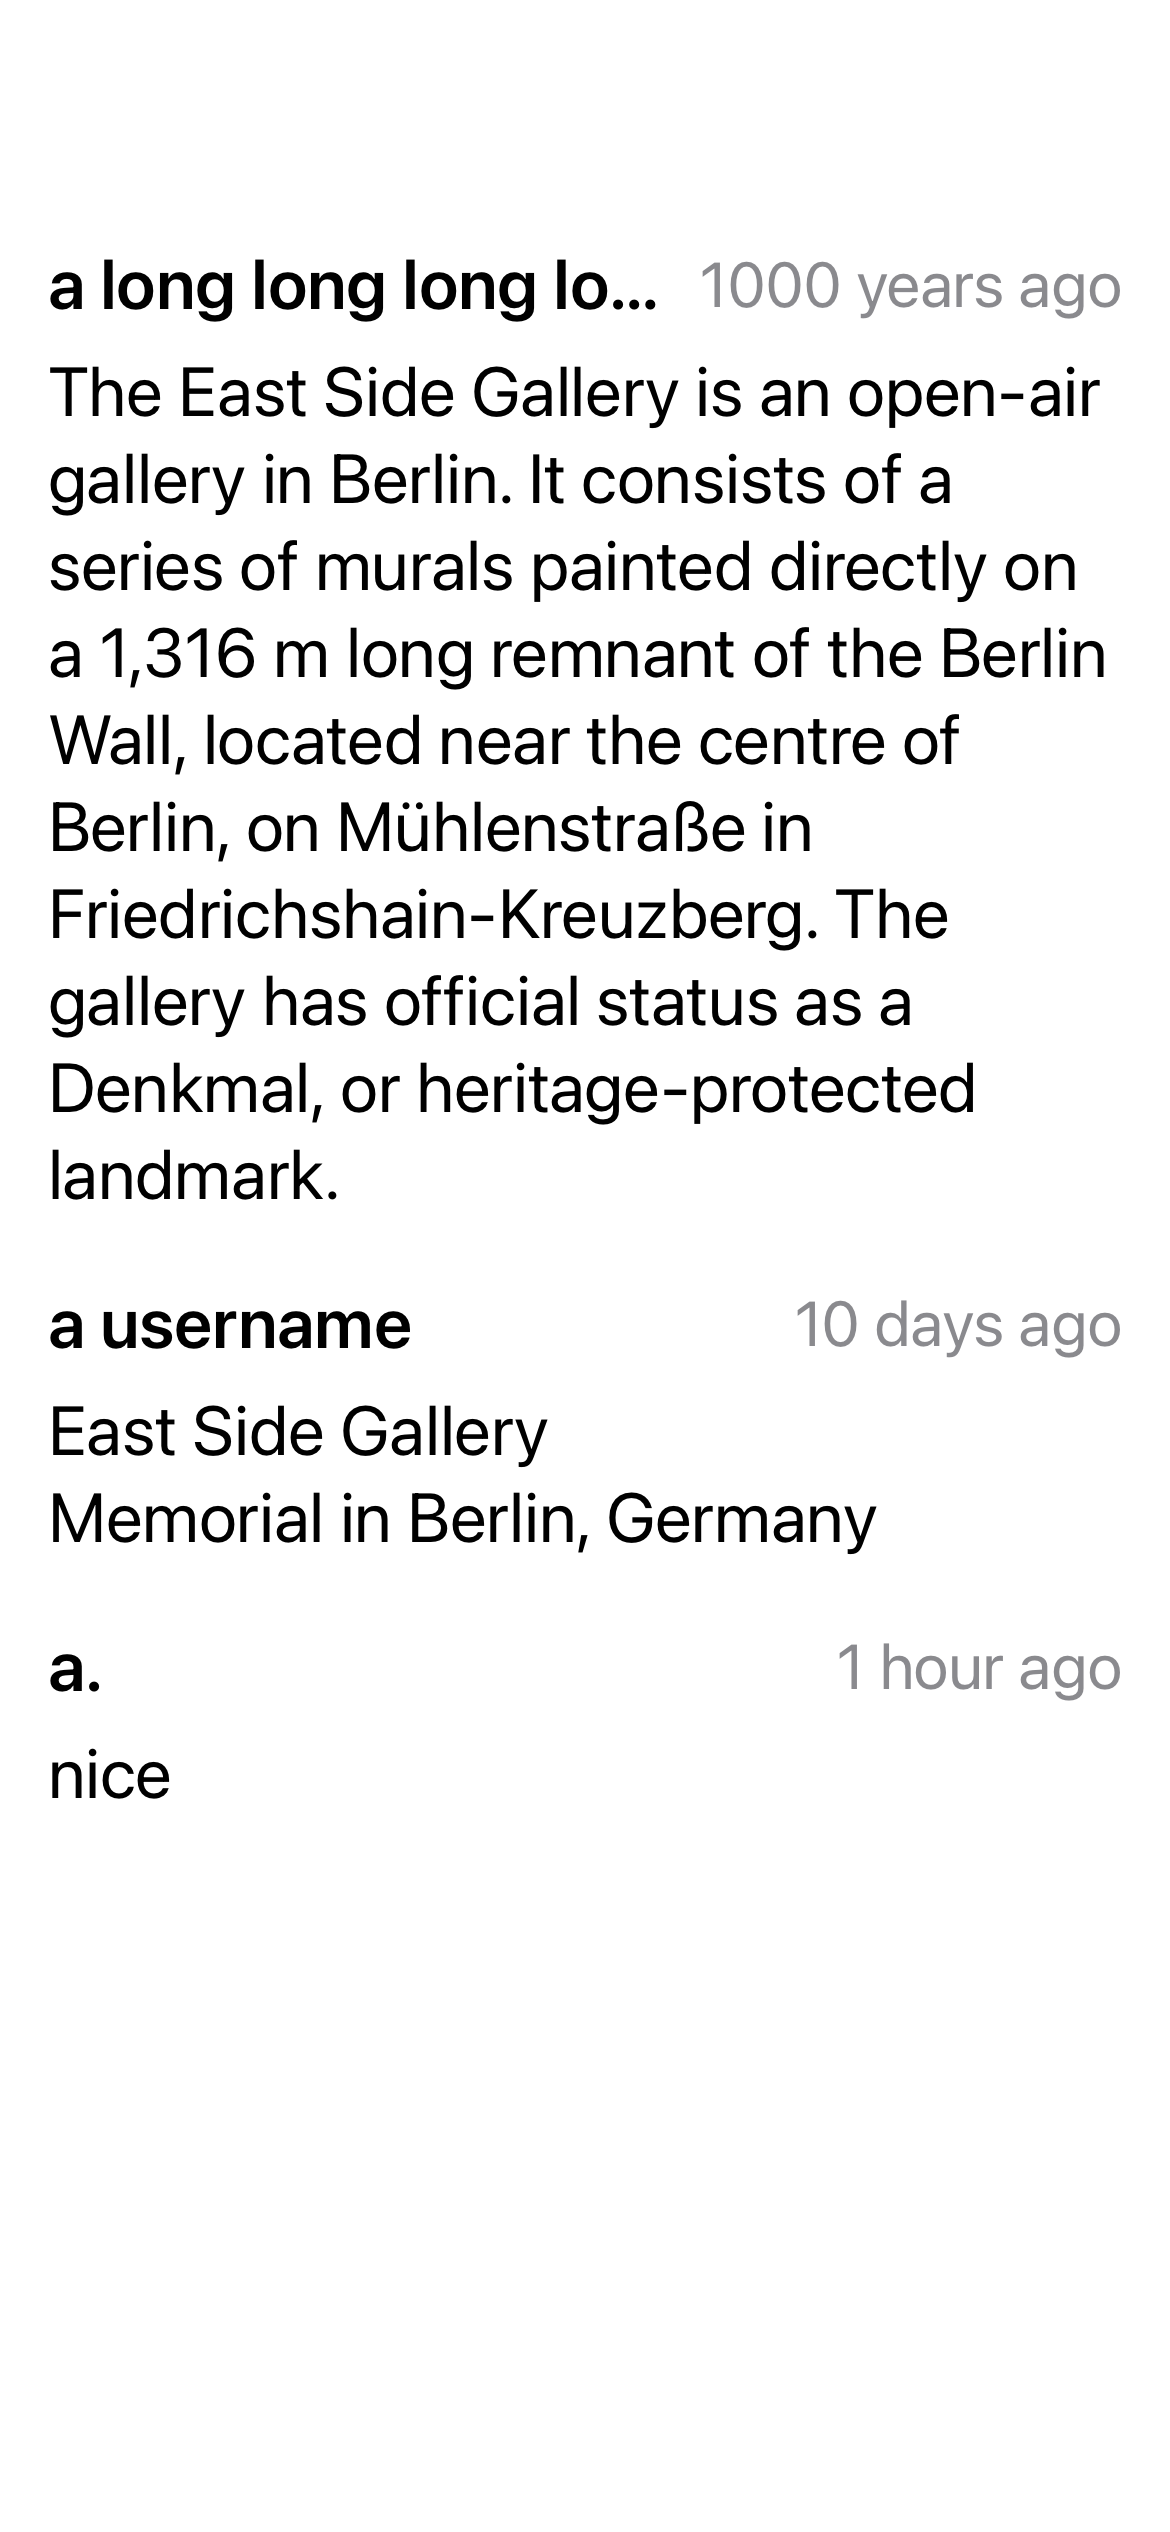 a long long long lo... 1000 years ago
The East Side Gallery is an open-air
gallery in Berlin. It consists of a
series of murals painted directly on
a 1,316 m long remnant of the Berlin
Wall, located near the centre of
Berlin, on Mühlenstraße in
Friedrichshain-Kreuzberg. The
gallery has official status as a
Denkmal, or heritage-protected
landmark.
a username 10 days ago
East Side Gallery
Memorial in Berlin, Germany
a. 1 hour ago
nice